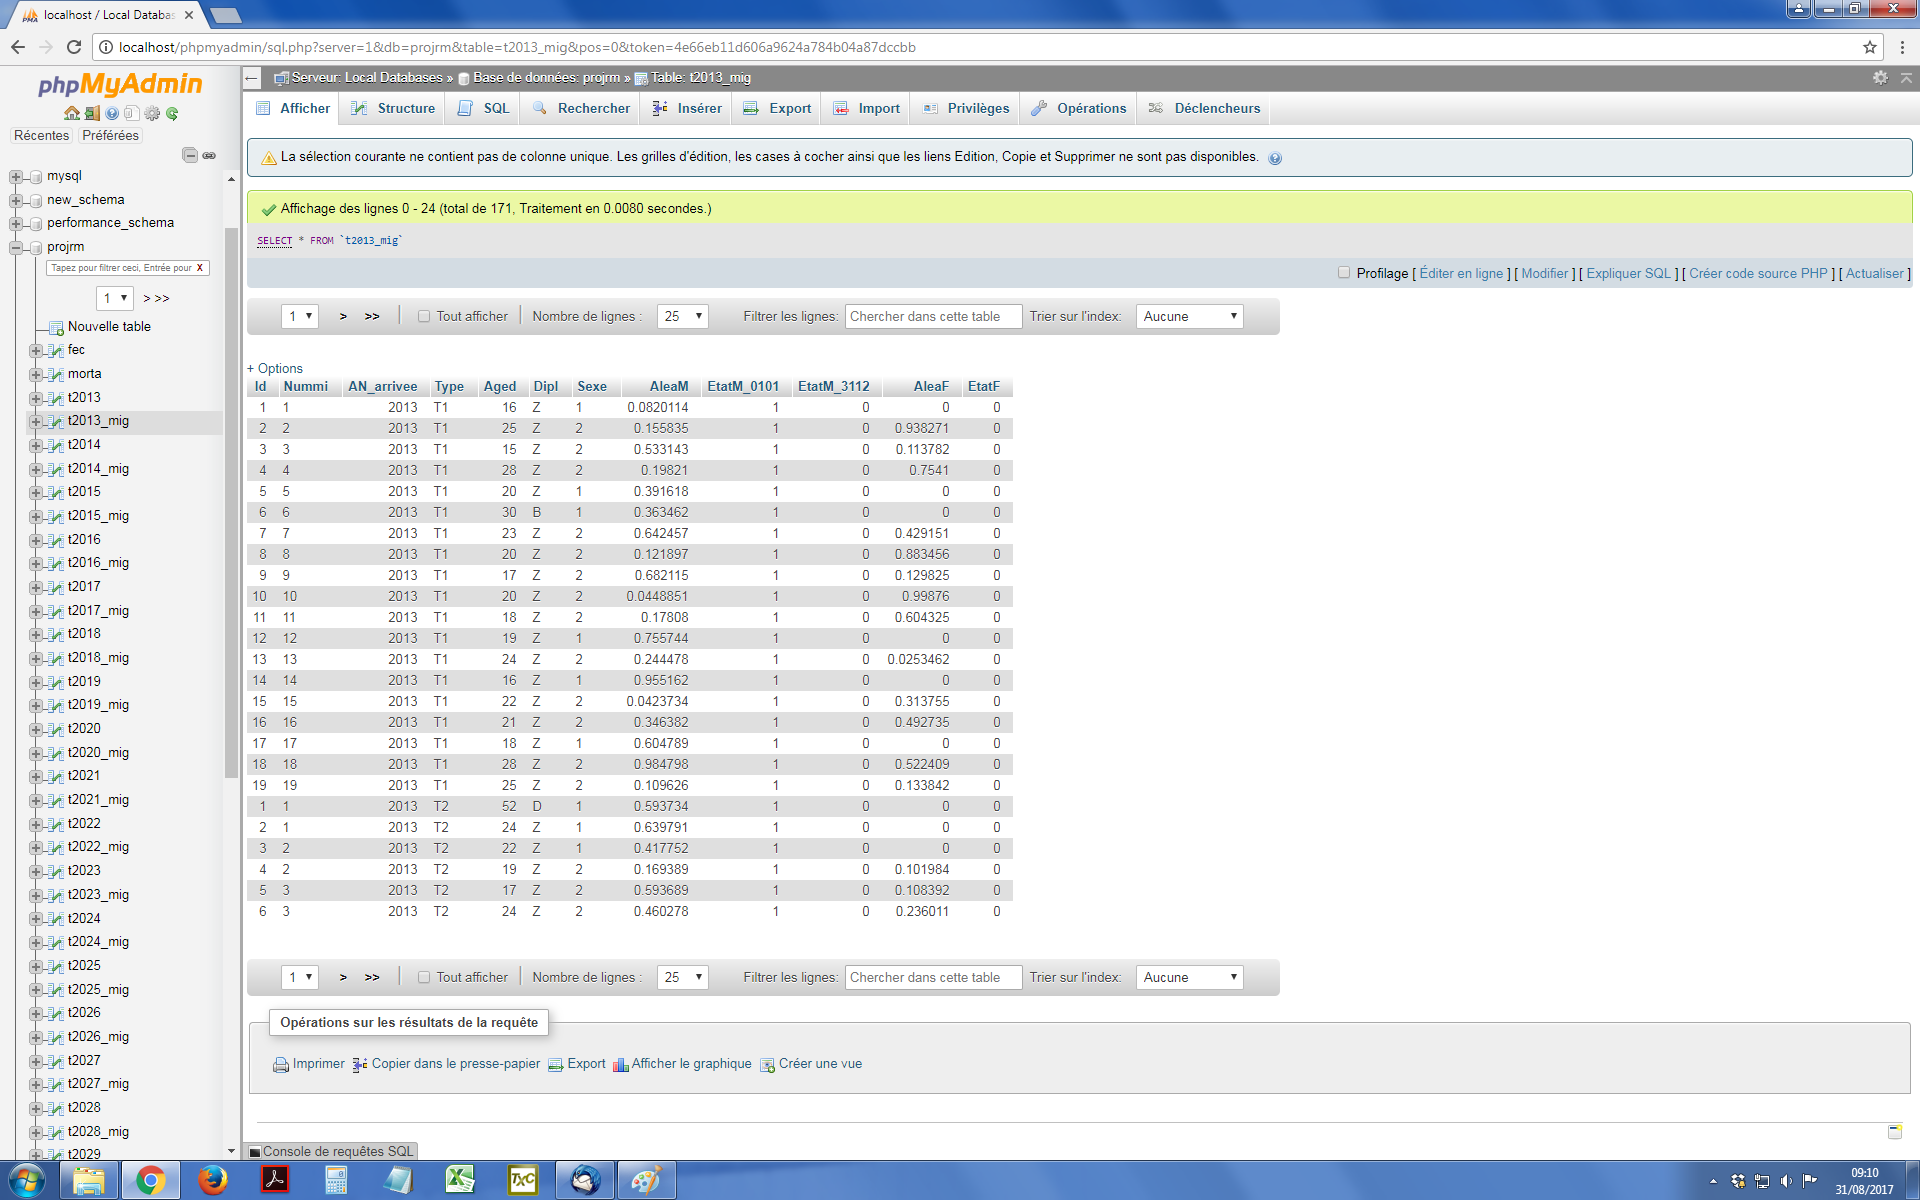 localhost / Local Databas
localhost/phpmyadmin/sql.php?server=1&db=projrm&table=t2013_mig&pos=0&token=4e66eb11d606a9624a784b04a87dccbb
phpMyAdmin
Récentes Préférées
mysql
new_schema
performance_schema
projrm
Tapez pour filtrer ceci, Entrée pour X
1 > >>
Nouvelle table
fec
morta
t2013
t2013_mig
t2014
t2014_mig
t2015
t2015_mig
t2016
t2016_mig
t2017
t2017_mig
t2018
t2018_mig
t2019
t2019_mig
t2020
t2020_mig
t2021
t2021_mig
t2022
t2022_mig
t2023
t2023_mig
t2024
t2024_mig
t2025
t2025_mig
t2026
t2026_mig
t2027
t2027_mig
t2028
t2028_mig
t2029
Serveur: Local Databases » Base de données: projrm » Table: t2013_mig
Afficher Structure SQL Rechercher Insérer Export Import Privilèges Opérations Déclencheurs
La sélection courante ne contient pas de colonne unique. Les grilles d'édition, les cases à cocher ainsi que les liens Edition, Copie et Supprimer ne sont pas disponibles.
Affichage des lignes 0 - 24 (total de 171, Traitement en 0.0080 secondes.)
SELECT * FROM `t2013_mig`
Profilage [ Éditer en ligne ] [ Modifier ] [ Expliquer SQL ] [ Créer code source PHP ] [ Actualiser ]
1 > >> Tout afficher Nombre de lignes : 25 Filtrer les lignes: Chercher dans cette table Trier sur l'index: Aucune
+ Options
Id Nummi AN_arrivee Type Aged Dipl Sexe AleaM EtatM_0101 EtatM_3112 AleaF EtatF
1 1 2013 T1 16 Z 1 0.0820114 1 0 0 0
2 2 2013 T1 25 Z 2 0.155835 1 0 0.938271 0
3 3 2013 T1 15 Z 2 0.533143 1 0 0.113782 0
4 4 2013 T1 28 Z 2 0.19821 1 0 0.7541 0
5 5 2013 T1 20 Z 1 0.391618 1 0 0 0
6 6 2013 T1 30 B 1 0.363462 1 0 0 0
7 7 2013 T1 23 Z 2 0.642457 1 0 0.429151 0
8 8 2013 T1 20 Z 2 0.121897 1 0 0.883456 0
9 9 2013 T1 17 Z 2 0.682115 1 0 0.129825 0
10 10 2013 T1 20 Z 2 0.0448851 1 0 0.99876 0
11 11 2013 T1 18 Z 2 0.17808 1 0 0.604325 0
12 12 2013 T1 19 Z 1 0.755744 1 0 0 0
13 13 2013 T1 24 Z 2 0.244478 1 0 0.0253462 0
14 14 2013 T1 16 Z 1 0.955162 1 0 0 0
15 15 2013 T1 22 Z 2 0.0423734 1 0 0.313755 0
16 16 2013 T1 21 Z 2 0.346382 1 0 0.492735 0
17 17 2013 T1 18 Z 1 0.604789 1 0 0 0
18 18 2013 T1 28 Z 2 0.984798 1 0 0.522409 0
19 19 2013 T1 25 Z 2 0.109626 1 0 0.133842 0
1 1 2013 T2 52 D 1 0.593734 1 0 0 0
2 1 2013 T2 24 Z 1 0.639791 1 0 0 0
3 2 2013 T2 22 Z 1 0.417752 1 0 0 0
4 2 2013 T2 19 Z 2 0.169389 1 0 0.101984 0
5 3 2013 T2 17 Z 2 0.593689 1 0 0.108392 0
6 3 2013 T2 24 Z 2 0.460278 1 0 0.236011 0
1 > >> Tout afficher Nombre de lignes : 25 Filtrer les lignes: Chercher dans cette table Trier sur l'index: Aucune
Opérations sur les résultats de la requête
Imprimer Copier dans le presse-papier Export Afficher le graphique Créer une vue
Console de requêtes SQL
TXC
09:10
31/08/2017